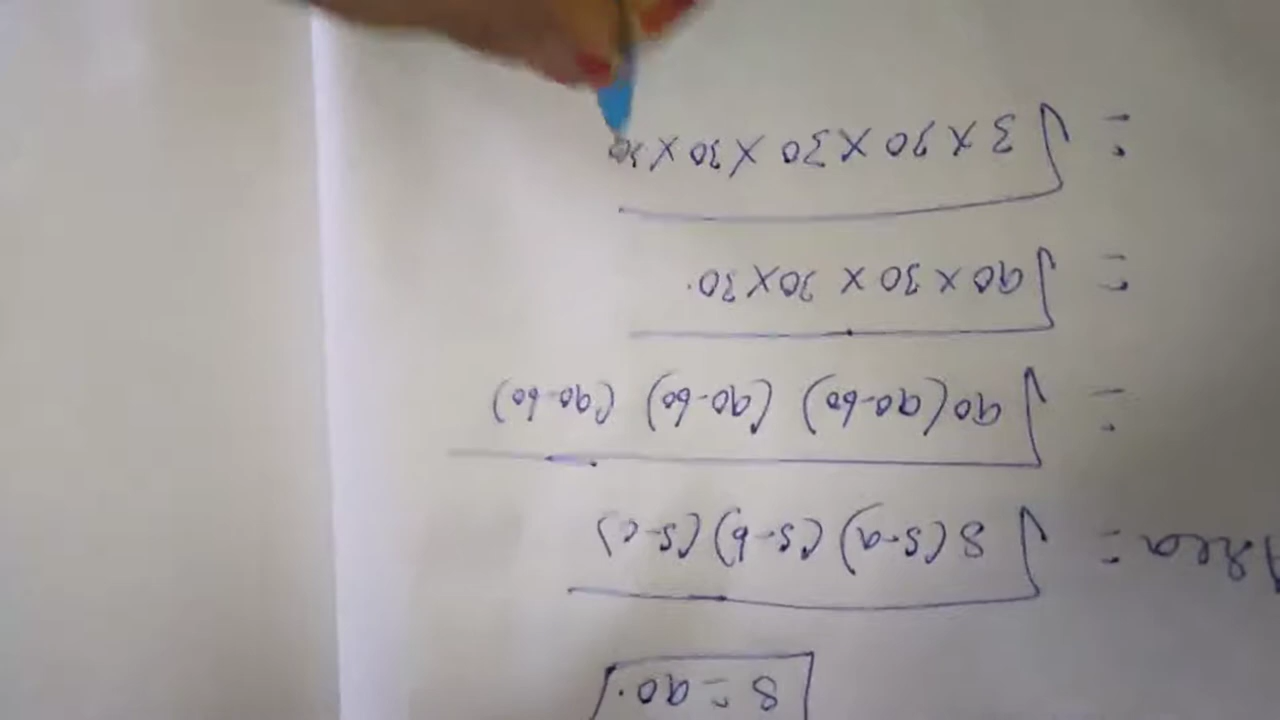 S = 90.
Area = √S(S-a)(S-b)(S-c)
= √90(90-60)(90-60)(90-60)
= √90×30×30×30.
= √3×30×30×30×30